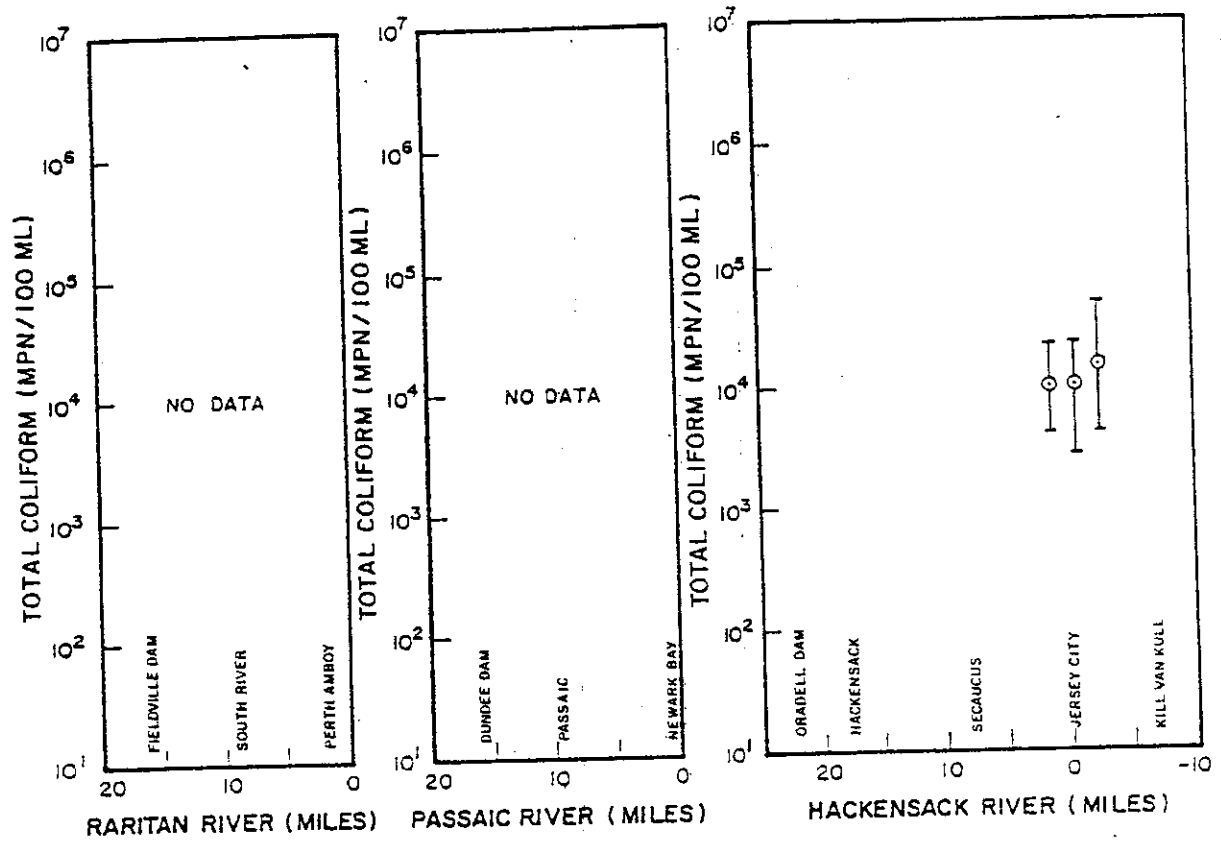 TOTAL COLIFORM (MPN/100 ML)
10⁷
10⁶
10⁵
10⁴
10³
10²
10¹
NO DATA
FIELDVILLE DAM
SOUTH RIVER
PERTH AMBOY
20
10
0
RARITAN RIVER (MILES)
TOTAL COLIFORM (MPN/100 ML)
10⁷
10⁶
10⁵
10⁴
10³
10²
10¹
NO DATA
DUNDEE DAM
PASSAIC
NEWARK BAY
20
10
0
PASSAIC RIVER (MILES)
TOTAL COLIFORM (MPN/100 ML)
10⁷
10⁶
10⁵
10⁴
10³
10²
10¹
ORADELL DAM
HACKENSACK
SECAUCUS
JERSEY CITY
KILL VAN KULL
20
10
0
-10
HACKENSACK RIVER (MILES)